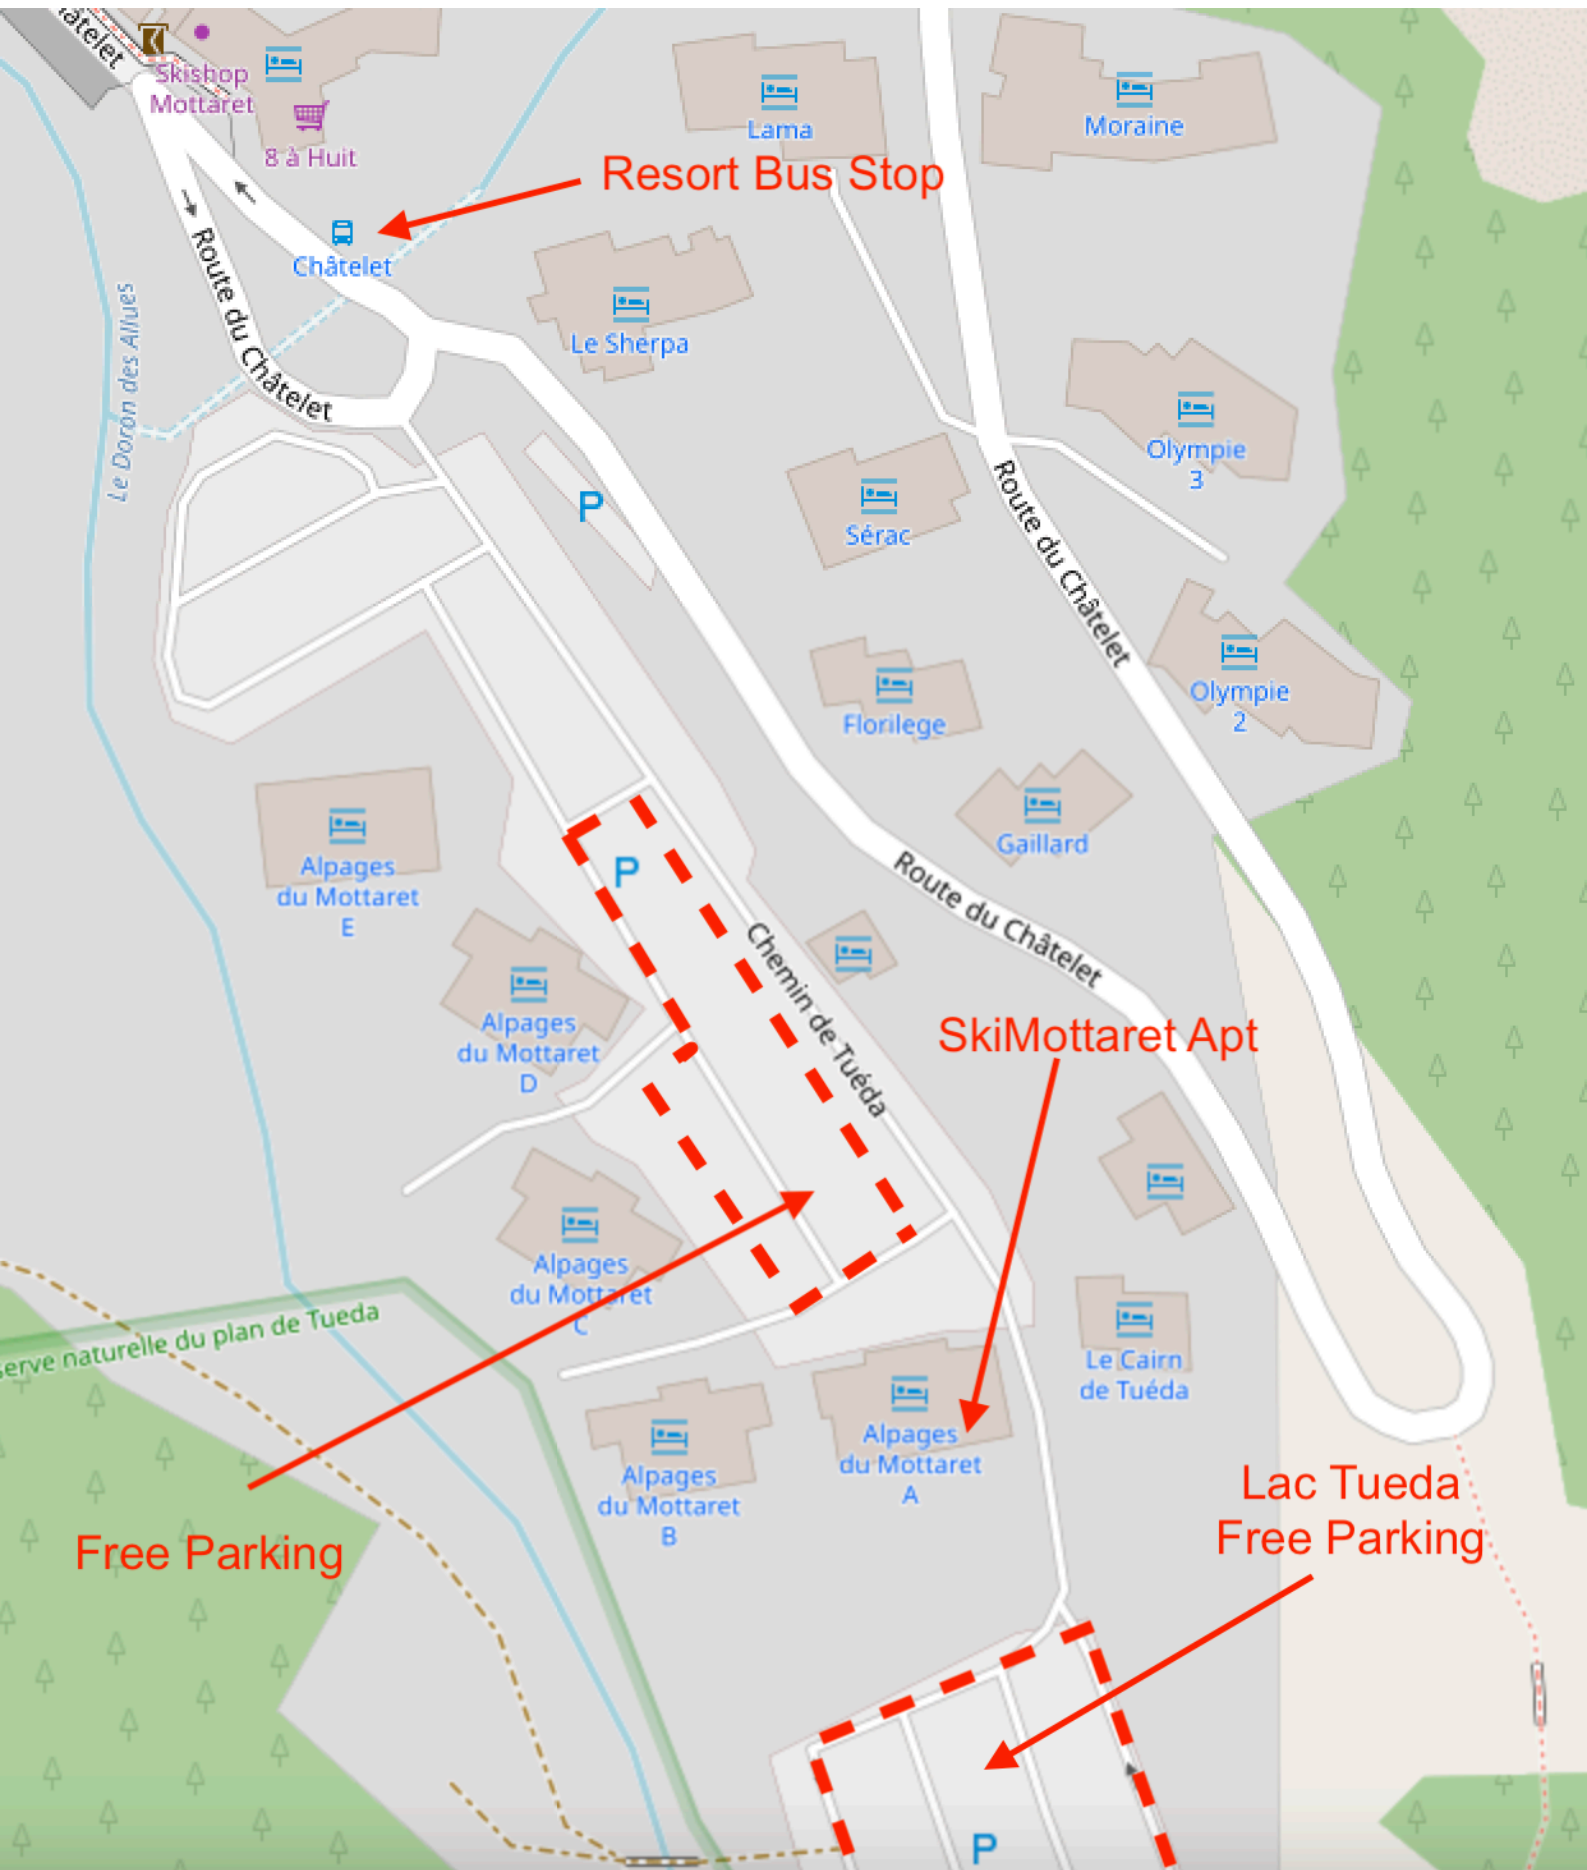 hâtelet
Skishop
Mottaret
8 à Huit
Lama
Moraine
Resort Bus Stop
Châtelet
Route du Châtelet
Le Doron des Allues
Le Sherpa
P
Olympie
3
Sérac
Route du Châtelet
Olympie
2
Florilege
Gaillard
Alpages
du Mottaret
E
P
Route du Châtelet
Chemin de Tuéda
Alpages
du Mottaret
D
SkiMottaret Apt
Alpages
du Mottaret
C
serve naturelle du plan de Tueda
Le Cairn
de Tuéda
Alpages
du Mottaret
A
Alpages
du Mottaret
B
Lac Tueda
Free Parking
Free Parking
P